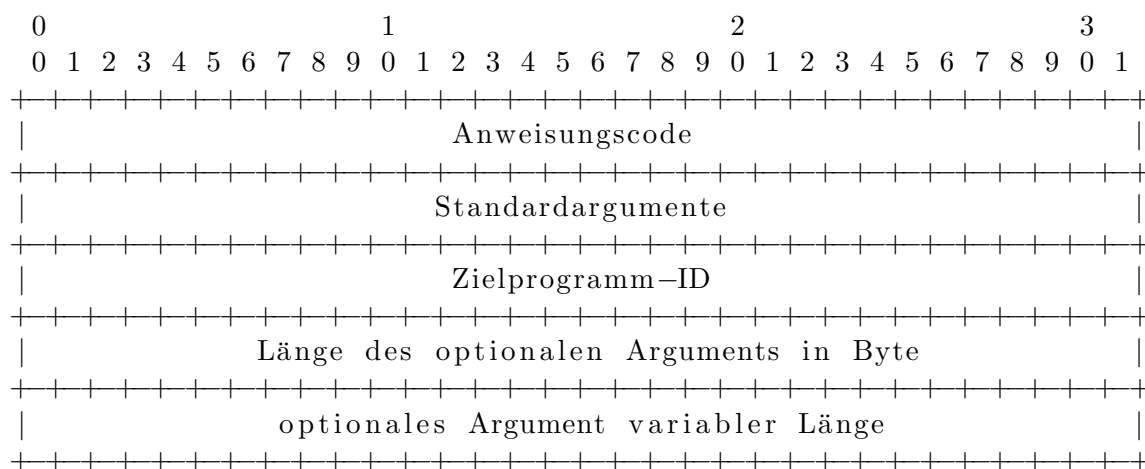 0 1 2 3
0 1 2 3 4 5 6 7 8 9 0 1 2 3 4 5 6 7 8 9 0 1 2 3 4 5 6 7 8 9 0 1
+-+-+-+-+-+-+-+-+-+-+-+-+-+-+-+-+-+-+-+-+-+-+-+-+-+-+-+-+-+-+-+-+
| Anweisungscode |
+-+-+-+-+-+-+-+-+-+-+-+-+-+-+-+-+-+-+-+-+-+-+-+-+-+-+-+-+-+-+-+-+
| Standardargumente |
+-+-+-+-+-+-+-+-+-+-+-+-+-+-+-+-+-+-+-+-+-+-+-+-+-+-+-+-+-+-+-+-+
| Zielprogramm−ID |
+-+-+-+-+-+-+-+-+-+-+-+-+-+-+-+-+-+-+-+-+-+-+-+-+-+-+-+-+-+-+-+-+
| Länge des optionalen Arguments in Byte |
+-+-+-+-+-+-+-+-+-+-+-+-+-+-+-+-+-+-+-+-+-+-+-+-+-+-+-+-+-+-+-+-+
| optionales Argument variabler Länge |
+-+-+-+-+-+-+-+-+-+-+-+-+-+-+-+-+-+-+-+-+-+-+-+-+-+-+-+-+-+-+-+-+